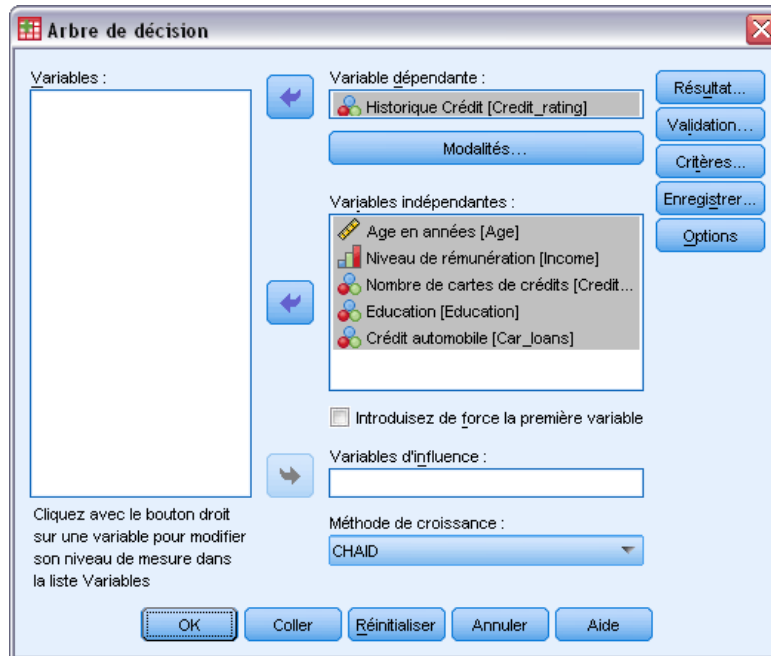 Arbre de décision
Variables :
Variable dépendante :
Historique Crédit [Credit_rating]
Modalités...
Variables indépendantes :
Age en années [Age]
Niveau de rémunération [Income]
Nombre de cartes de crédits [Credit...
Education [Education]
Crédit automobile [Car_loans]
Introduisez de force la première variable
Variables d'influence :
Méthode de croissance :
CHAID
Cliquez avec le bouton droit
sur une variable pour modifier
son niveau de mesure dans
la liste Variables
Résultat...
Validation...
Critères...
Enregistrer...
Options
OK
Coller
Réinitialiser
Annuler
Aide